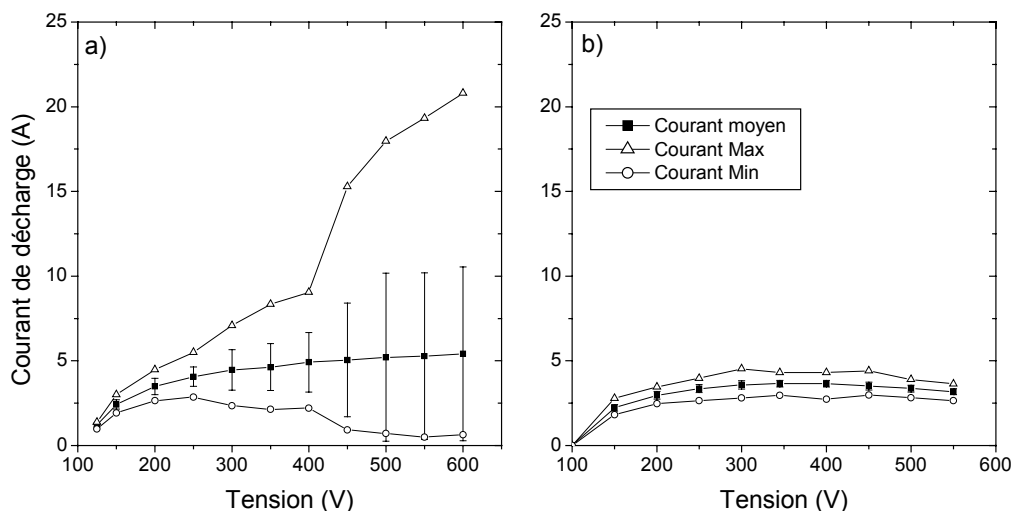 a)
Courant de décharge (A)
25
20
15
10
5
0
100 200 300 400 500 600
Tension (V)
b)
Courant moyen
Courant Max
Courant Min
25
20
15
10
5
0
100 200 300 400 500 600
Tension (V)